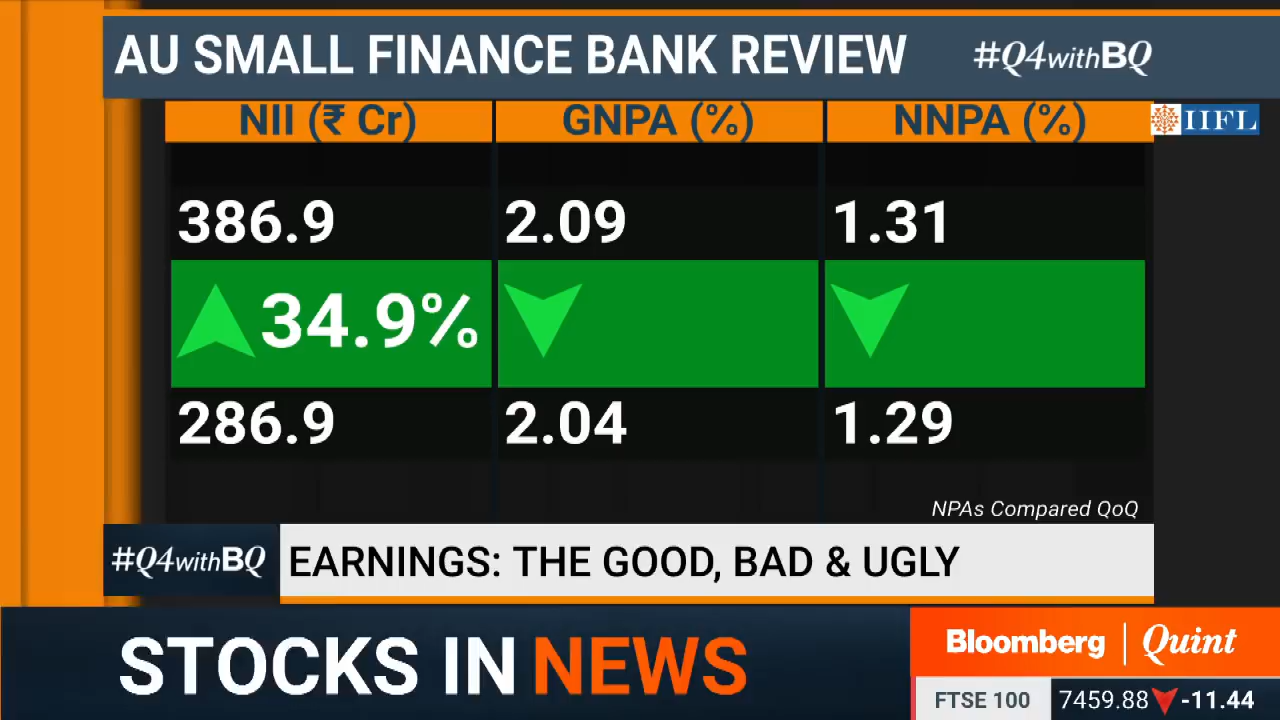 AU SMALL FINANCE BANK REVIEW #Q4withBQ
NII (₹ Cr) GNPA (%) NNPA (%) IIFL
386.9 2.09 1.31
34.9%
286.9 2.04 1.29
NPAs Compared QoQ
#Q4withBQ EARNINGS: THE GOOD, BAD & UGLY
STOCKS IN NEWS
Bloomberg | Quint
FTSE 100 7459.88 -11.44